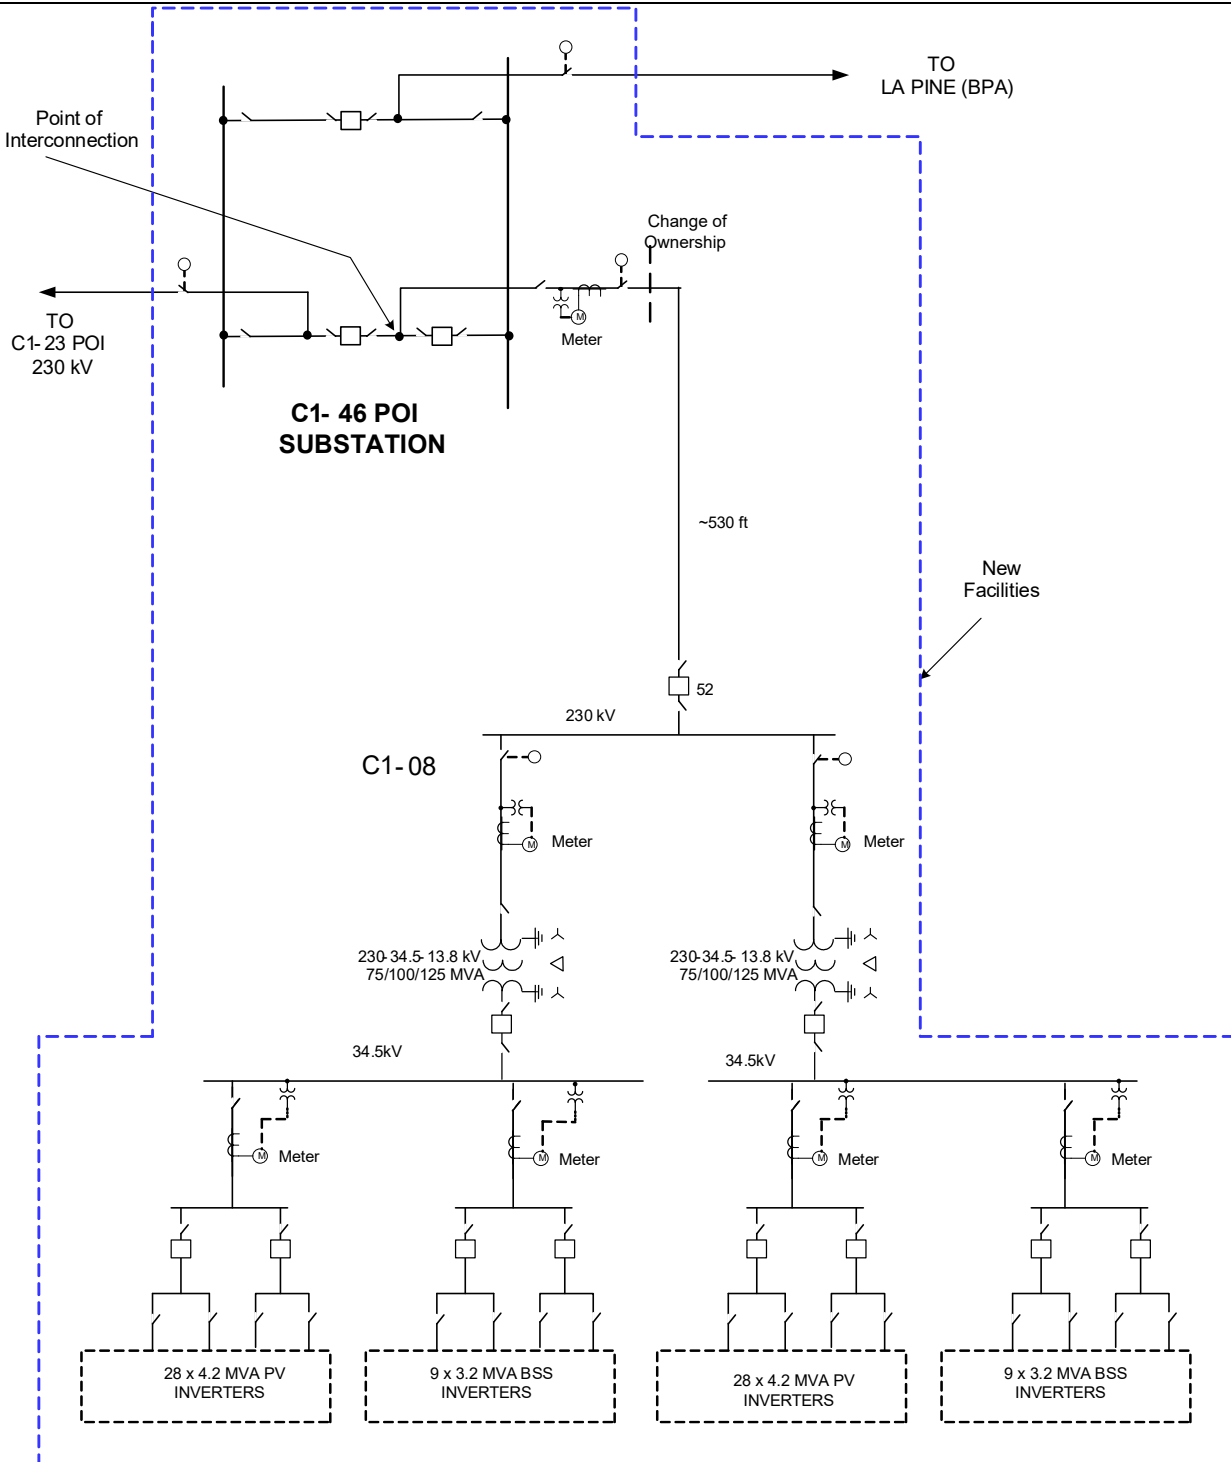 TO
LA PINE (BPA)
Point of
Interconnection
Change of
Ownership
M
Meter
TO
C1- 23 POI
230 kV
C1- 46 POI
SUBSTATION
~530 ft
New
Facilities
52
230 kV
C1- 08
M
Meter
M
Meter
230-34.5- 13.8 kV
75/100/125 MVA
230-34.5- 13.8 kV
75/100/125 MVA
34.5kV
34.5kV
M
Meter
M
Meter
M
Meter
M
Meter
28 x 4.2 MVA PV
INVERTERS
9 x 3.2 MVA BSS
INVERTERS
28 x 4.2 MVA PV
INVERTERS
9 x 3.2 MVA BSS
INVERTERS